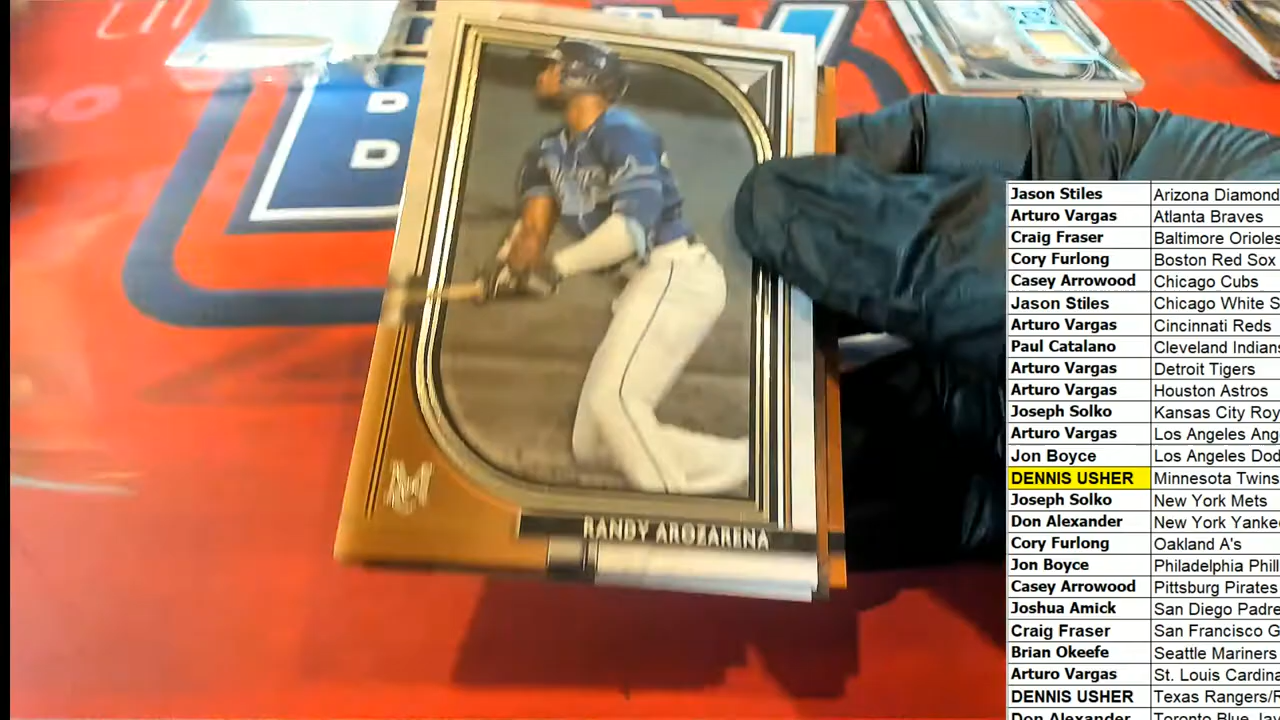 D
D
RANDY AROZARENA
Jason Stiles Arizona Diamond
Arturo Vargas Atlanta Braves
Craig Fraser Baltimore Orioles
Cory Furlong Boston Red Sox
Casey Arrowood Chicago Cubs
Jason Stiles Chicago White S
Arturo Vargas Cincinnati Reds
Paul Catalano Cleveland Indians
Arturo Vargas Detroit Tigers
Arturo Vargas Houston Astros
Joseph Solko Kansas City Roy
Arturo Vargas Los Angeles Ang
Jon Boyce Los Angeles Dod
DENNIS USHER Minnesota Twins
Joseph Solko New York Mets
Don Alexander New York Yankee
Cory Furlong Oakland A's
Jon Boyce Philadelphia Phill
Casey Arrowood Pittsburg Pirates
Joshua Amick San Diego Padre
Craig Fraser San Francisco G
Brian Okeefe Seattle Mariners
Arturo Vargas St. Louis Cardina
DENNIS USHER Texas Rangers/R
Don Alexander Toronto Blue Jay